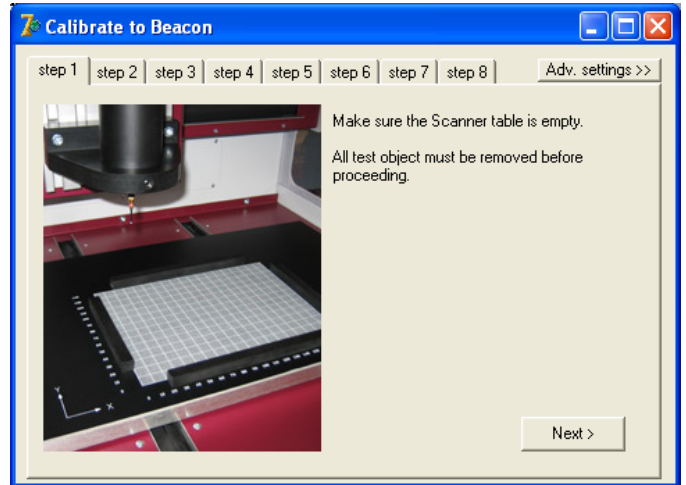 Calibrate to Beacon
step 1 step 2 step 3 step 4 step 5 step 6 step 7 step 8 Adv. settings >>
Make sure the Scanner table is empty.
All test object must be removed before
proceeding.
Y
X
Next >